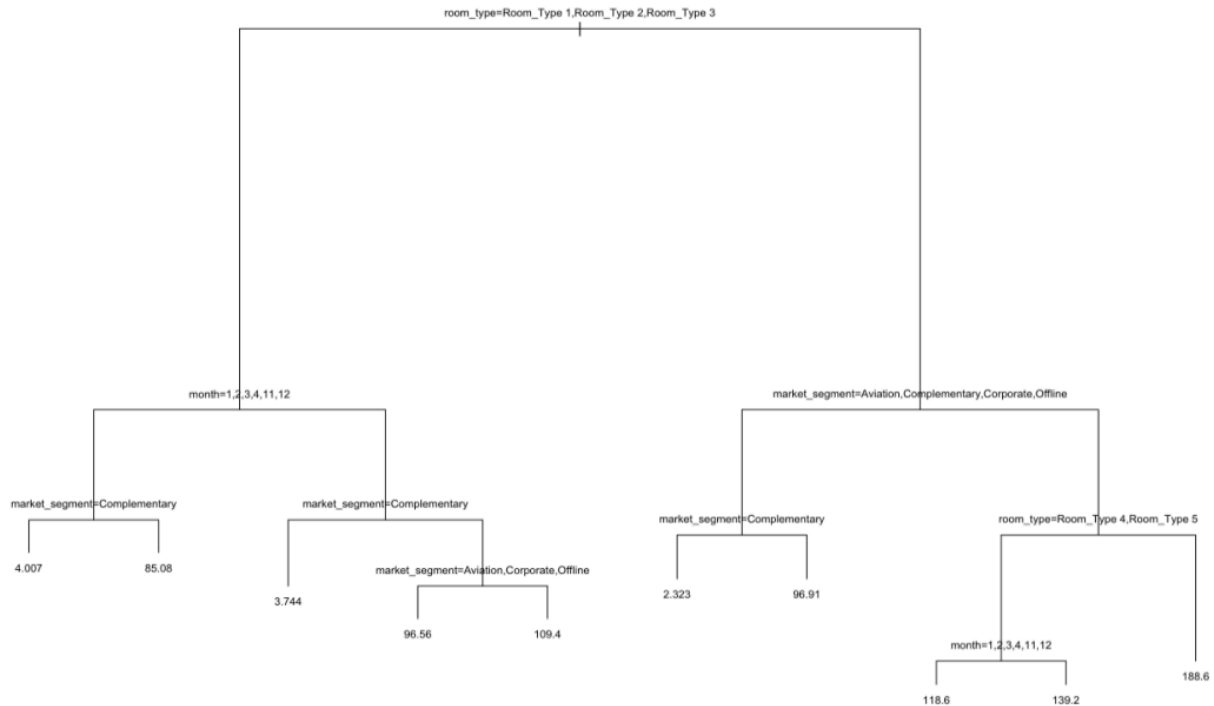 room_type=Room_Type 1,Room_Type 2,Room_Type 3
month=1,2,3,4,11,12
market_segment=Aviation,Complementary,Corporate,Offline
market_segment=Complementary
market_segment=Complementary
market_segment=Complementary
room_type=Room_Type 4,Room_Type 5
4.007
85.08
market_segment=Aviation,Corporate,Offline
3.744
2.323
96.91
96.56
109.4
month=1,2,3,4,11,12
188.6
118.6
139.2